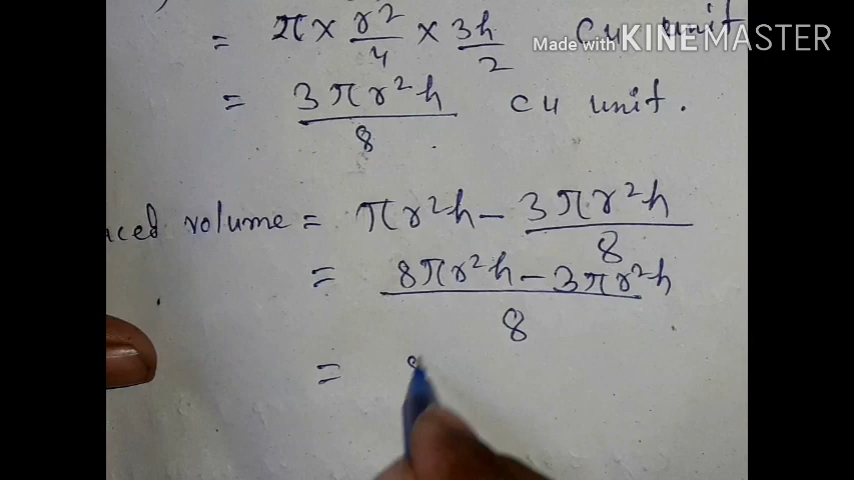 = π × r²/4 × 3h/2 cu unit
Made with KINEMASTER
= 3πr²h/8 cu unit.
volume = πr²h - 3πr²h/8
= 8πr²h - 3πr²h/8
=